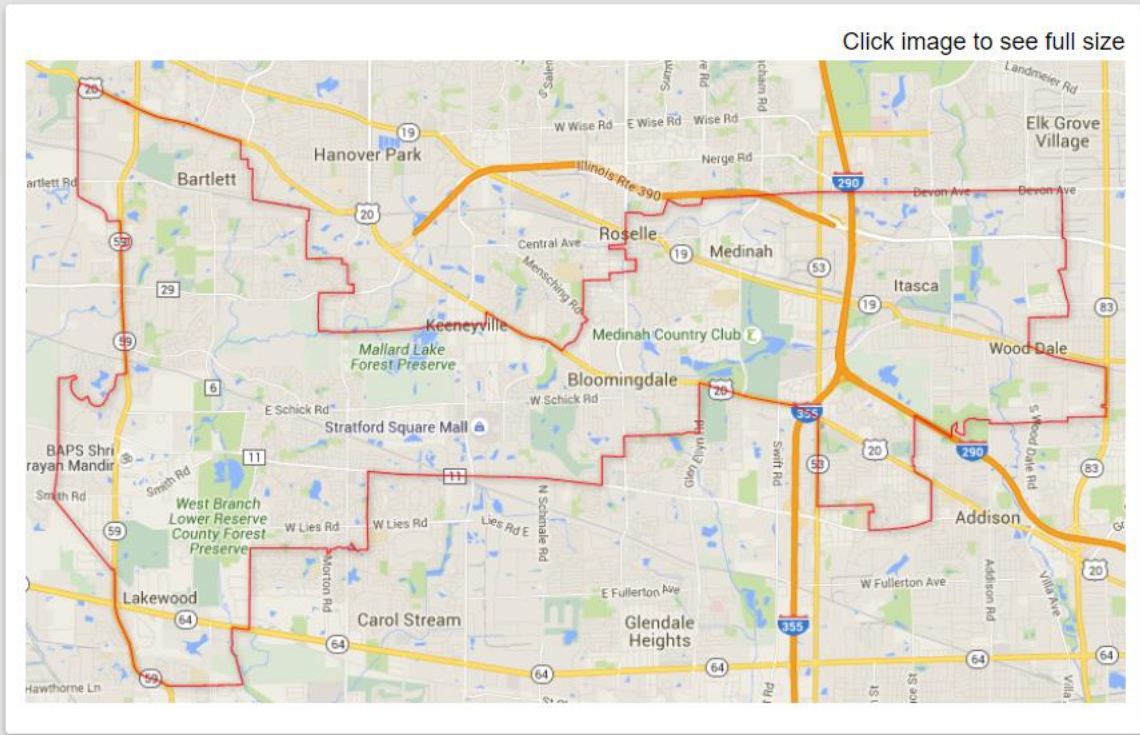 Click image to see full size
Landmeier Rd
20
19
W Wise Rd
E Wise Rd
Wise Rd
Elk Grove
Village
Hanover Park
Nerge Rd
Illinois Rte 390
290
Bartlett
Devon Ave
Devon Ave
20
59
Central Ave
Roselle
19
Medinah
53
Mensching Rd
29
Itasca
19
83
Keeneyville
Medinah Country Club
59
Mallard Lake
Forest Preserve
Wood Dale
Bloomingdale
20
6
W Schick Rd
E Schick Rd
355
Stratford Square Mall
S Wood Dale Rd
BAPS Shri
rayan Mandir
11
11
Swift Rd
53
20
290
83
Smith Rd
Smith Rd
West Branch
Lower Reserve
County Forest
Preserve
W Lies Rd
W Lies Rd
Lies Rd E
N Schmale Rd
59
Addison
Morton Rd
W Fullerton Ave
E Fullerton Ave
Addison Rd
Villa Ave
20
Lakewood
64
Carol Stream
Glendale
Heights
355
64
64
64
64
64
59
Hawthorne Ln